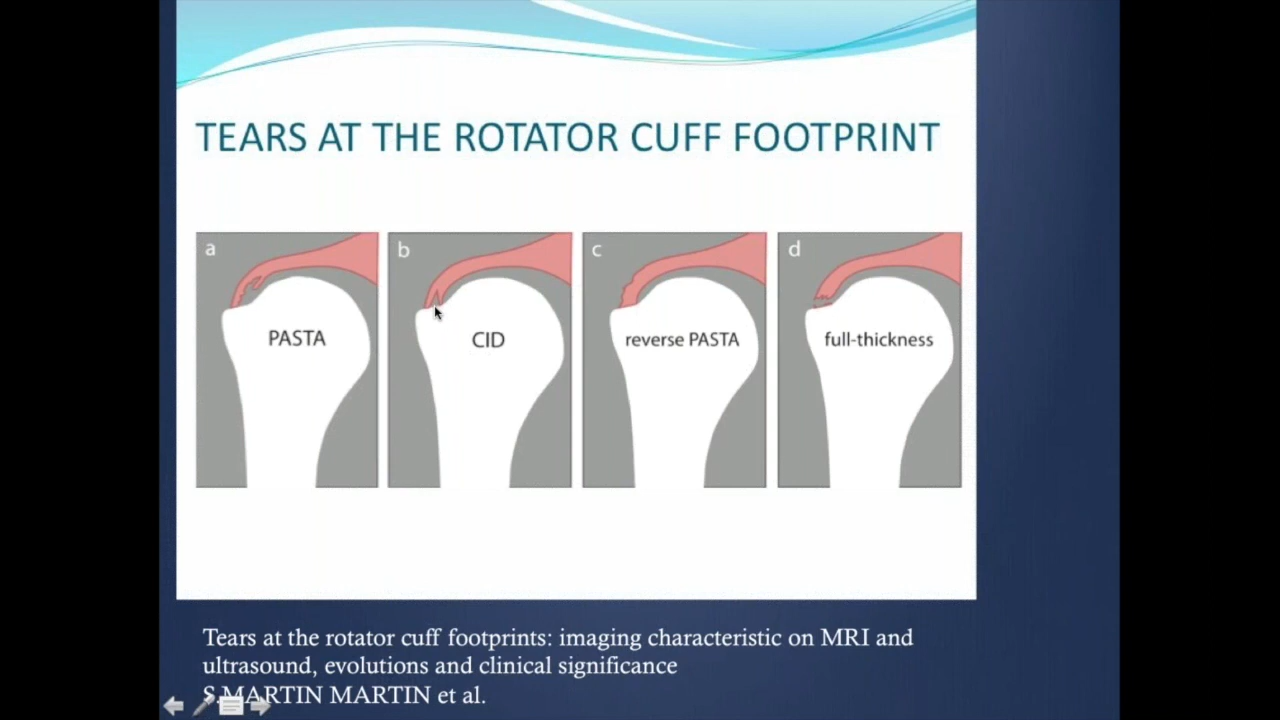 TEARS AT THE ROTATOR CUFF FOOTPRINT
a
b
c
d
PASTA
CID
reverse PASTA
full-thickness
Tears at the rotator cuff footprints: imaging characteristic on MRI and
ultrasound, evolutions and clinical significance
S.MARTIN MARTIN et al.